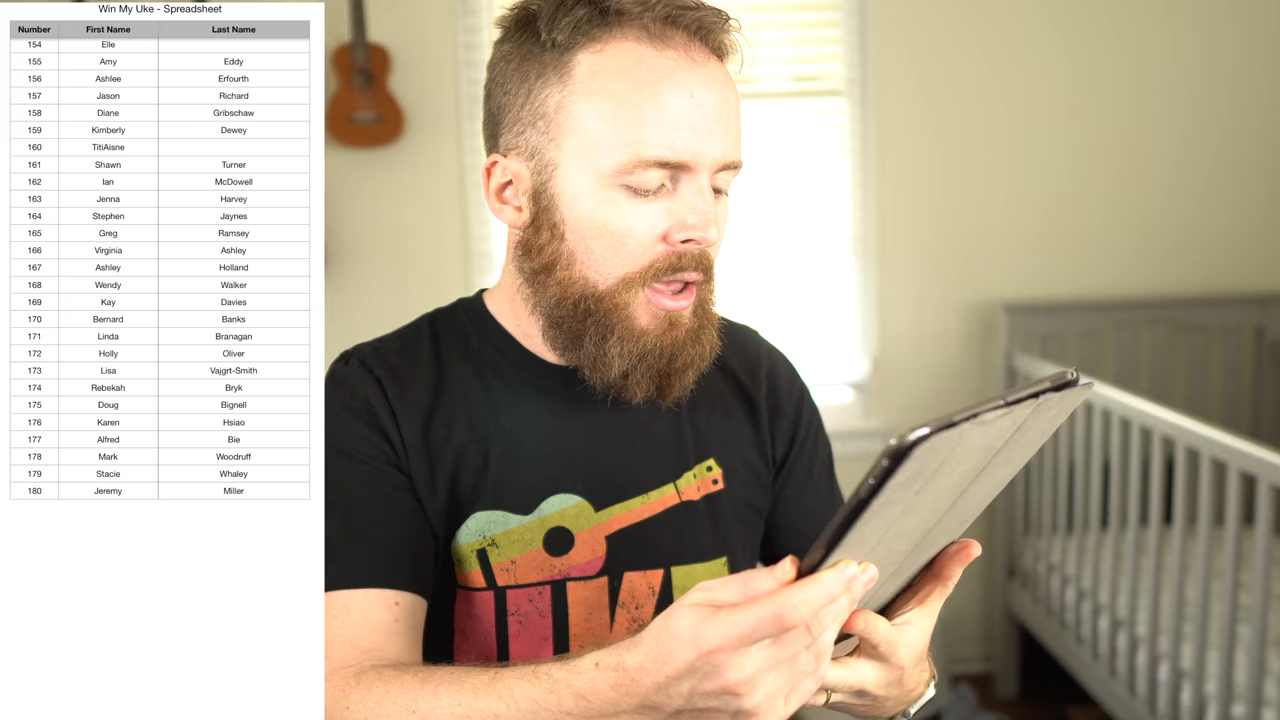 Win My Uke - Spreadsheet
Number First Name Last Name
154 Elle
155 Amy Eddy
156 Ashlee Erfourth
157 Jason Richard
158 Diane Gribschaw
159 Kimberly Dewey
160 TitiAisne
161 Shawn Turner
162 Ian McDowell
163 Jenna Harvey
164 Stephen Jaynes
165 Greg Ramsey
166 Virginia Ashley
167 Ashley Holland
168 Wendy Walker
169 Kay Davies
170 Bernard Banks
171 Linda Branagan
172 Holly Oliver
173 Lisa Vajgrt-Smith
174 Rebekah Bryk
175 Doug Bignell
176 Karen Hsiao
177 Alfred Bie
178 Mark Woodruff
179 Stacie Whaley
180 Jeremy Miller